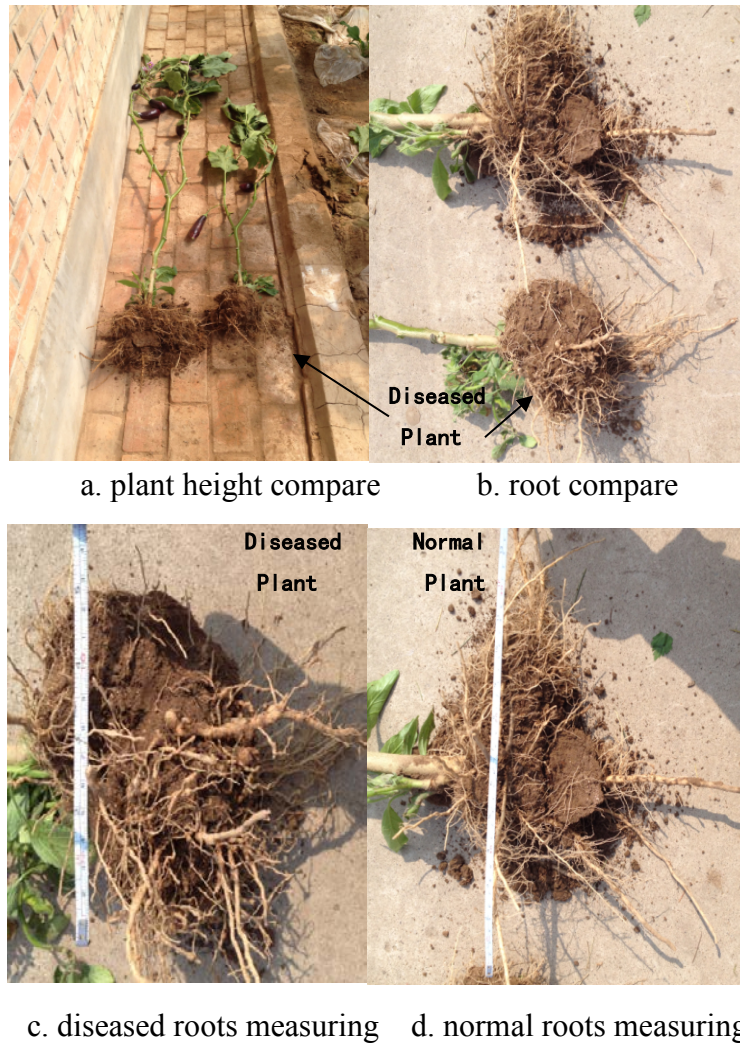 Diseased
Plant
a. plant height compare
b. root compare
Diseased
Plant
Normal
Plant
c. diseased roots measuring
d. normal roots measuring